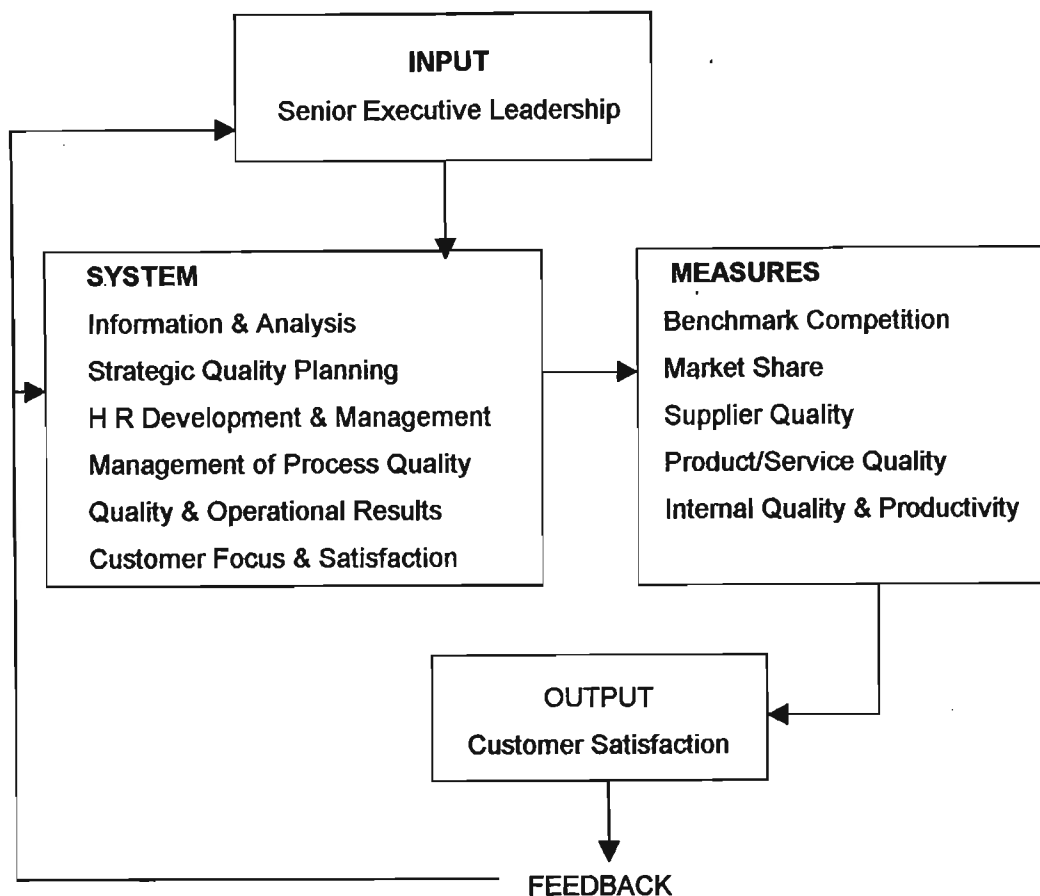 INPUT
Senior Executive Leadership
SYSTEM
Information & Analysis
Strategic Quality Planning
H R Development & Management
Management of Process Quality
Quality & Operational Results
Customer Focus & Satisfaction
MEASURES
Benchmark Competition
Market Share
Supplier Quality
Product/Service Quality
Internal Quality & Productivity
OUTPUT
Customer Satisfaction
FEEDBACK